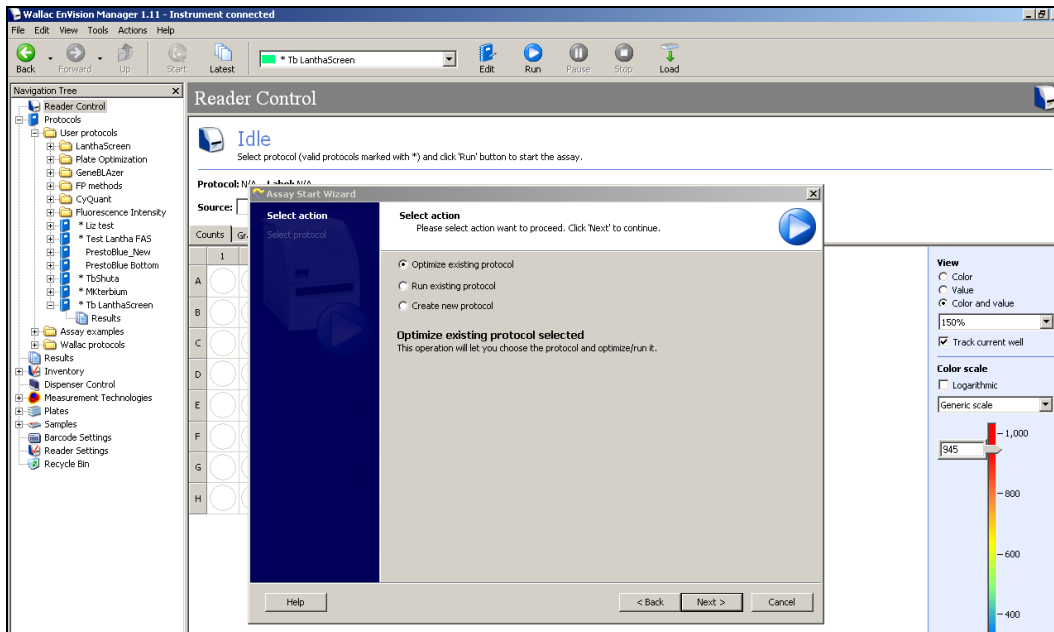 Wallac EnVision Manager 1.11 - Instrument connected
File Edit View Tools Actions Help
Back Forward Up Start Latest * Tb LanthaScreen Edit Run Pause Stop Load
Navigation Tree
Reader Control
Protocols
User protocols
LanthaScreen
Plate Optimization
GeneBLAzer
FP methods
CyQuant
Fluorescence Intensity
* Liz test
* Test Lantha FAS
PrestoBlue_New
PrestoBlue Bottom
* TbShuta
* MKterbium
* Tb LanthaScreen
Results
Assay examples
Wallac protocols
Results
Inventory
Dispenser Control
Measurement Technologies
Plates
Samples
Barcode Settings
Reader Settings
Recycle Bin
Reader Control
Idle
Select protocol (valid protocols marked with *) and click 'Run' button to start the assay.
Protocol: N/A Label: N/A
Source:
Counts
1
A
B
C
D
E
F
G
H
Assay Start Wizard
Select action
Select protocol
Select action
Please select action want to proceed. Click 'Next' to continue.
Optimize existing protocol
Run existing protocol
Create new protocol
Optimize existing protocol selected
This operation will let you choose the protocol and optimize/run it.
Help < Back Next > Cancel
View
Color
Value
Color and value
150%
Track current well
Color scale
Logarithmic
Generic scale
1,000
945
800
600
400